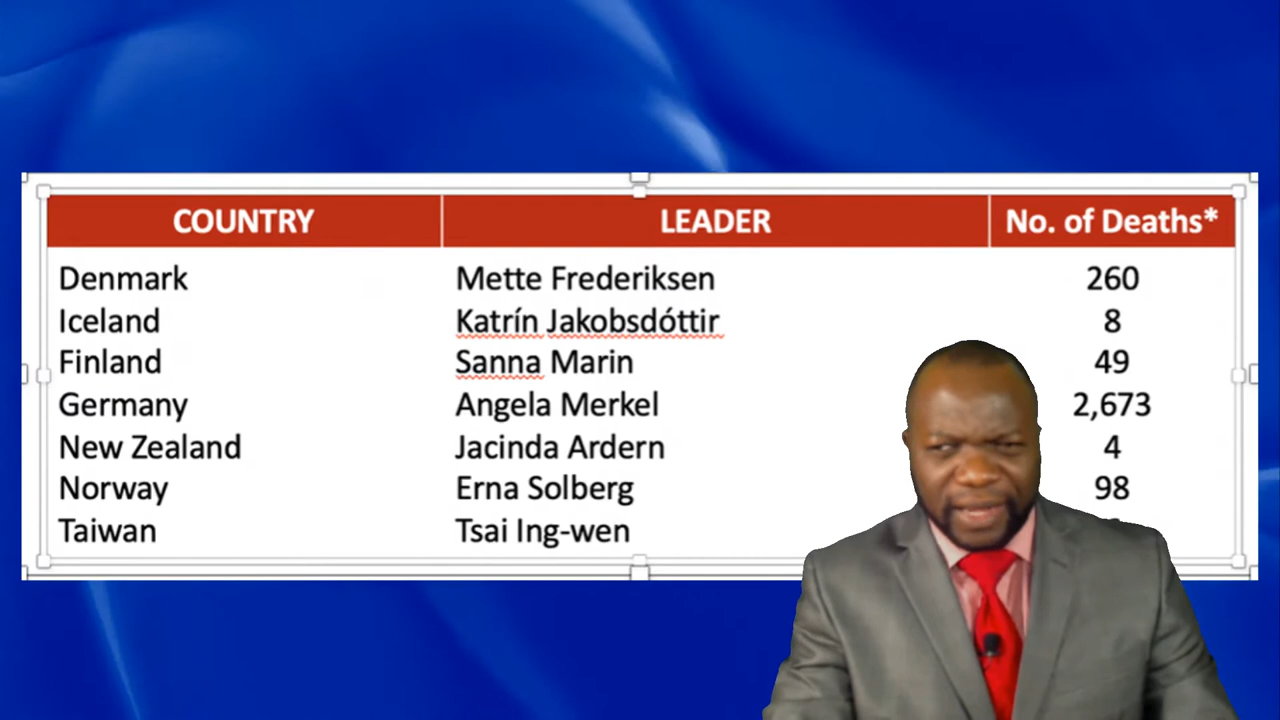 COUNTRY LEADER No. of Deaths*
Denmark Mette Frederiksen 260
Iceland Katrín Jakobsdóttir 8
Finland Sanna Marin 49
Germany Angela Merkel 2,673
New Zealand Jacinda Ardern 4
Norway Erna Solberg 98
Taiwan Tsai Ing-wen